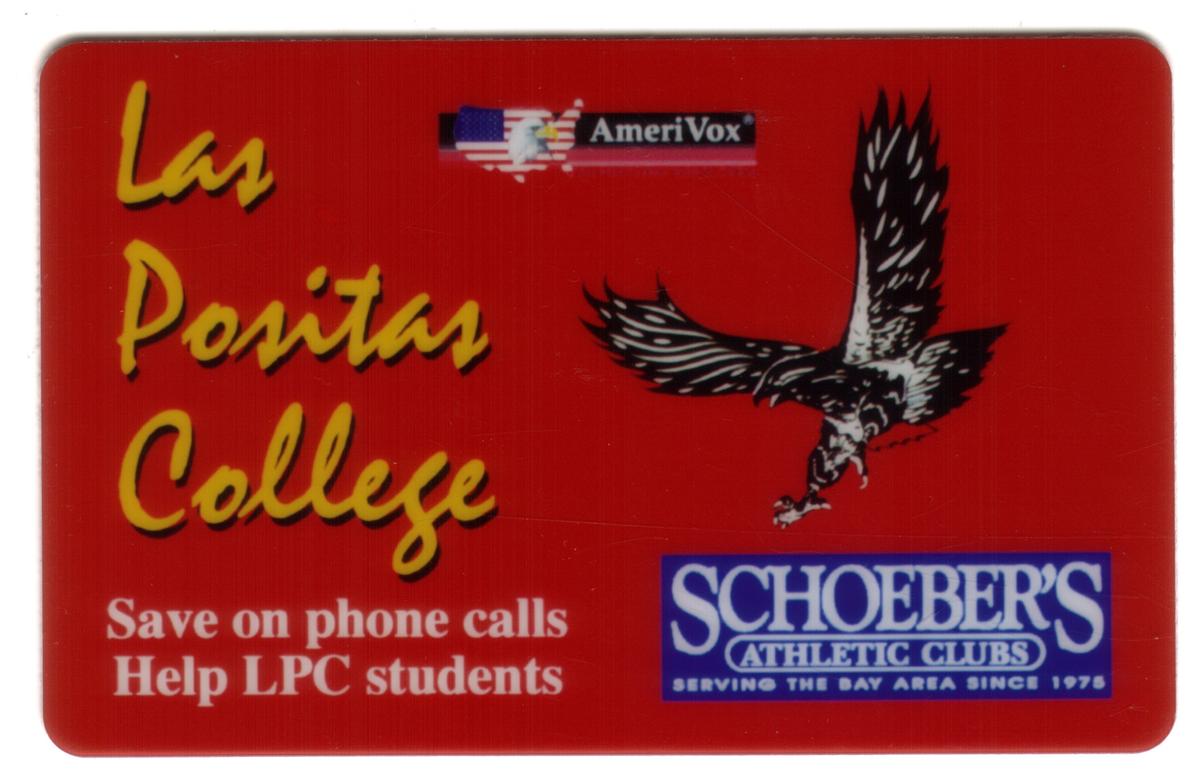 Las
Positas
College
AmeriVox®
Save on phone calls
Help LPC students
SCHOEBER'S
ATHLETIC CLUBS
SERVING THE BAY AREA SINCE 1975